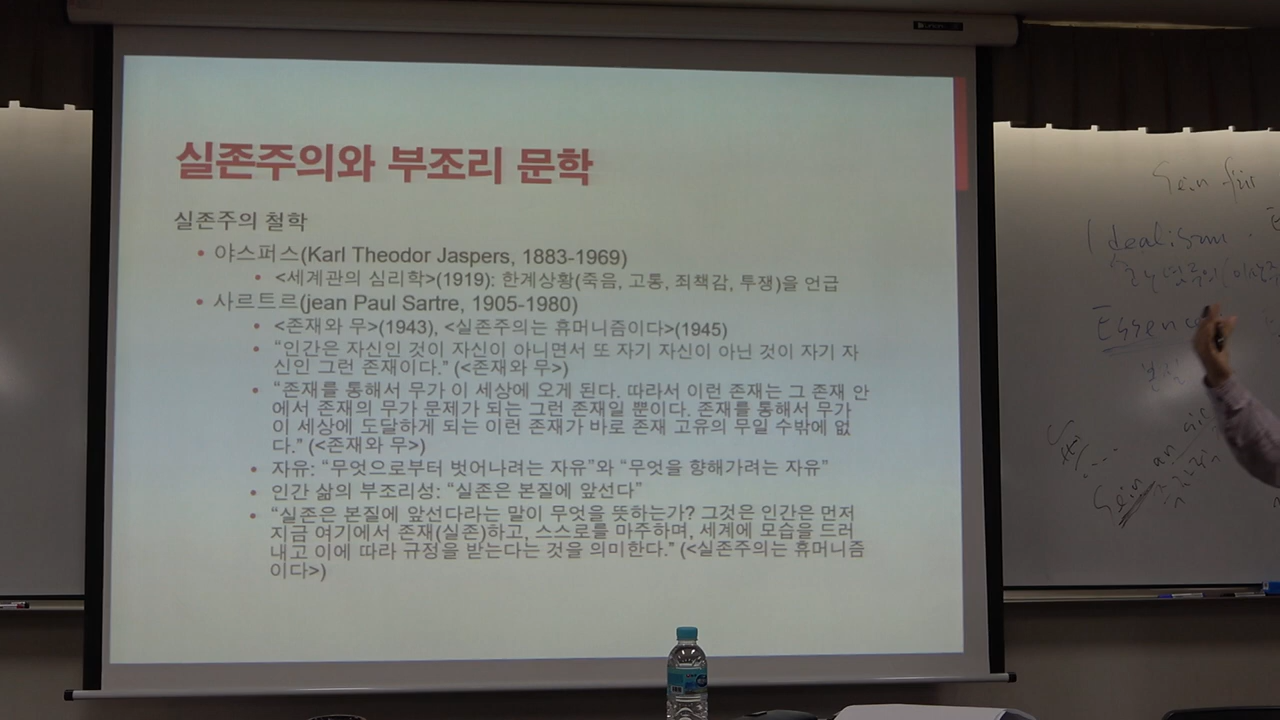 실존주의와 부조리 문학
실존주의 철학
• 야스퍼스(Karl Theodor Jaspers, 1883-1969)
• <세계관의 심리학>(1919): 한계상황(죽음, 고통, 죄책감, 투쟁)을 언급
• 사르트르(jean Paul Sartre, 1905-1980)
• <존재와 무>(1943), <실존주의는 휴머니즘이다>(1945)
• “인간은 자신인 것이 자신이 아니면서 또 자기 자신이 아닌 것이 자기 자
신인 그런 존재이다.” (<존재와 무>)
• “존재를 통해서 무가 이 세상에 오게 된다. 따라서 이런 존재는 그 존재 안
에서 존재의 무가 문제가 되는 그런 존재일 뿐이다. 존재를 통해서 무가
이 세상에 도달하게 되는 이런 존재가 바로 존재 고유의 무일 수밖에 없
다.” (<존재와 무>)
• 자유: “무엇으로부터 벗어나려는 자유”와 “무엇을 향해가려는 자유”
• 인간 삶의 부조리성: “실존은 본질에 앞선다”
• “실존은 본질에 앞선다라는 말이 무엇을 뜻하는가? 그것은 인간은 먼저
지금 여기에서 존재(실존)하고, 스스로를 마주하며, 세계에 모습을 드러
내고 이에 따라 규정을 받는다는 것을 의미한다.” (<실존주의는 휴머니즘
이다>)
Sein für
Idealism
Essenc
Sein an